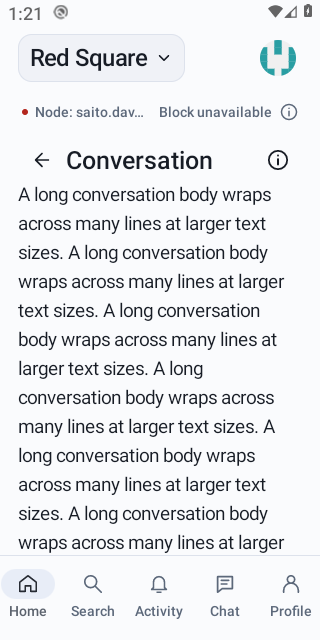 1:21
Red Square
Node: saito.dav… Block unavailable
Conversation
A long conversation body wraps
across many lines at larger text
sizes. A long conversation body
wraps across many lines at larger
text sizes. A long conversation
body wraps across many lines at
larger text sizes. A long
conversation body wraps across
many lines at larger text sizes. A
long conversation body wraps
across many lines at larger text
sizes. A long conversation body
wraps across many lines at larger
Home Search Activity Chat Profile